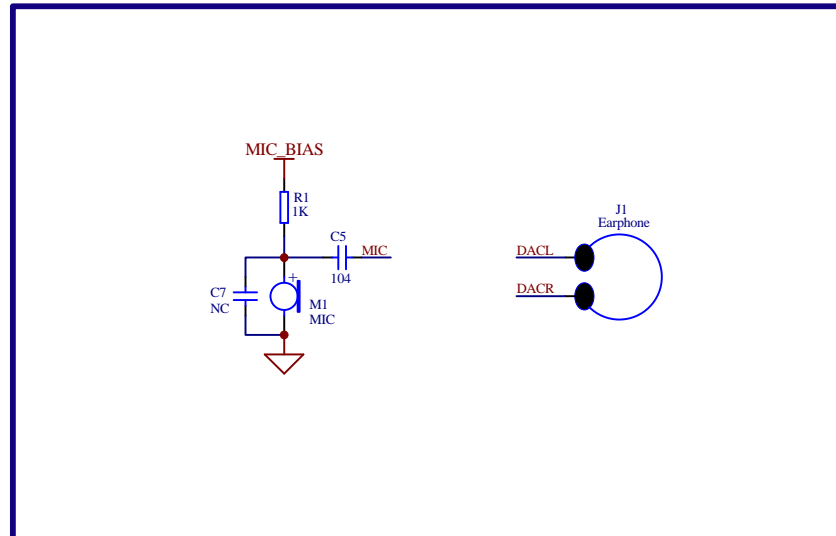 MIC_BIAS
R1
1K
C5
MIC
104
C7
NC
+
M1
MIC
J1
Earphone
DACL
DACR